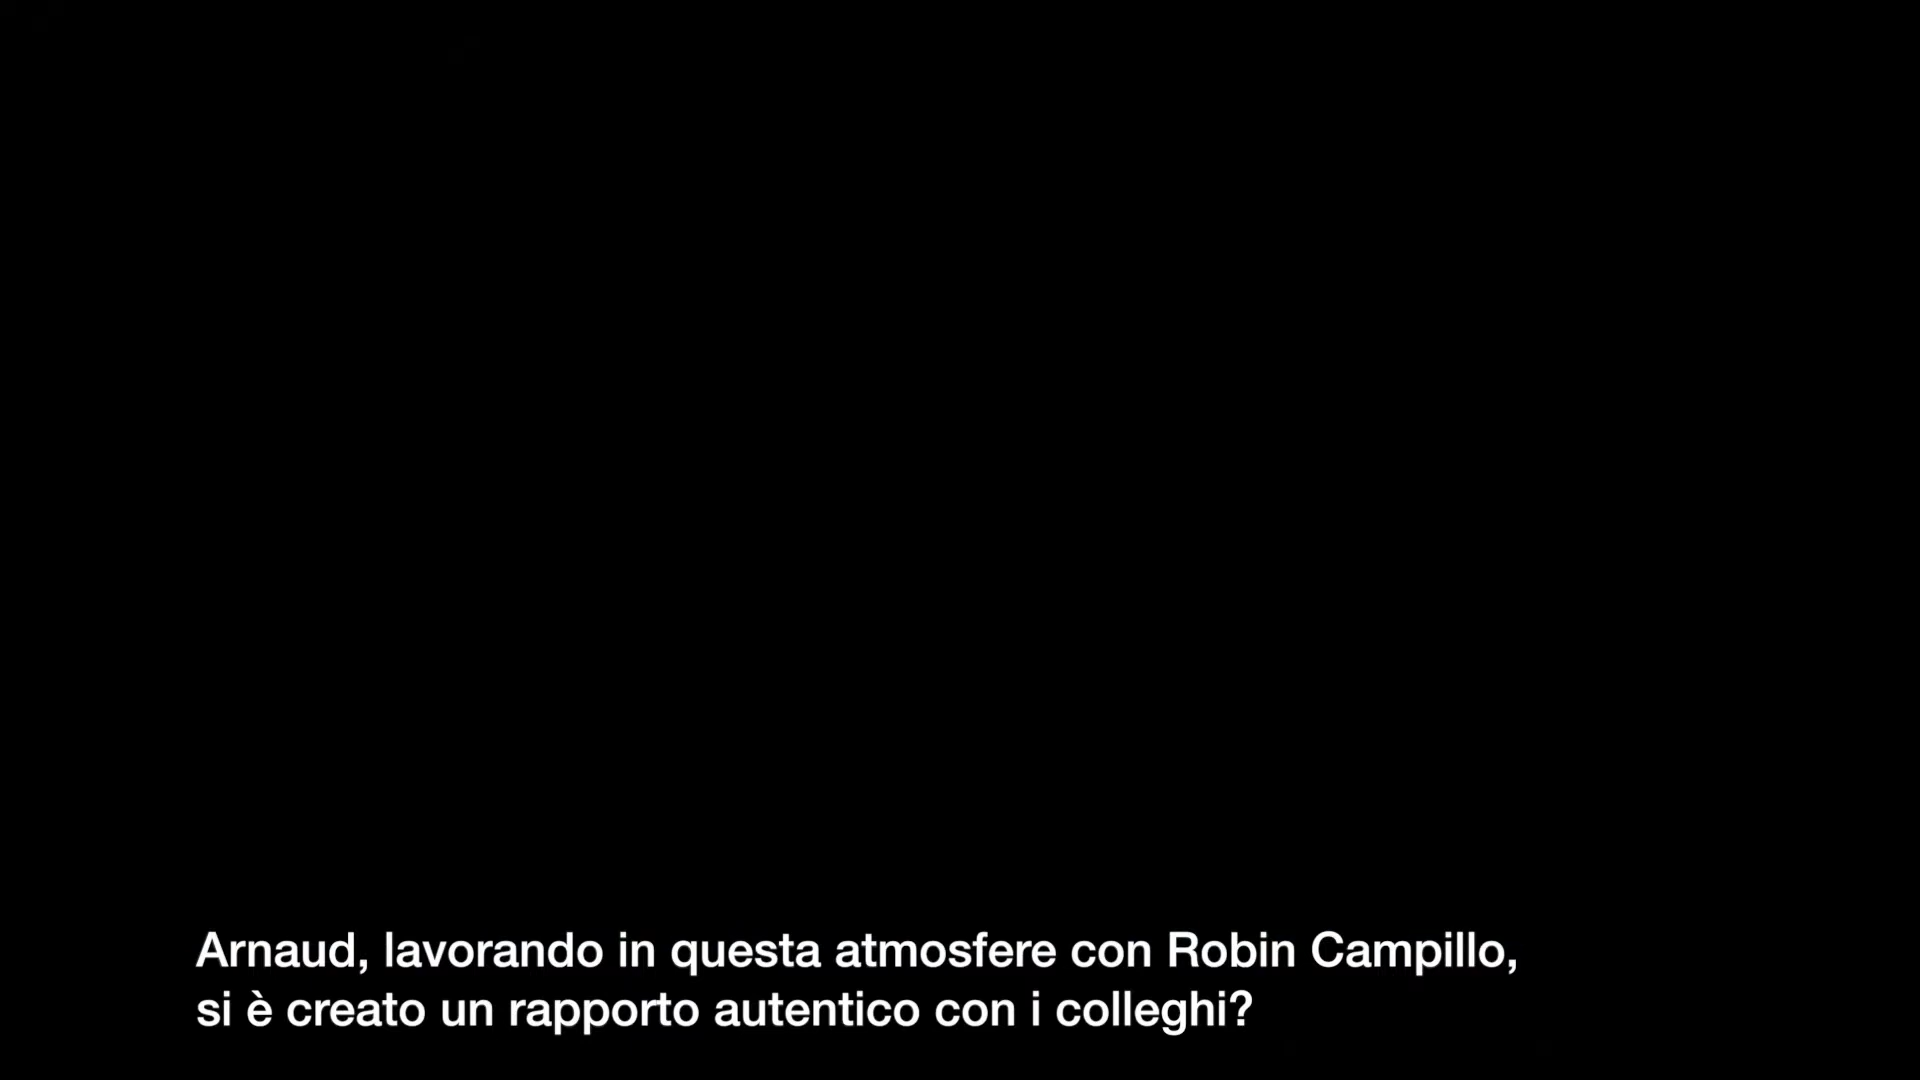 Arnaud, lavorando in questa atmosfere con Robin Campillo,
si è creato un rapporto autentico con i colleghi?